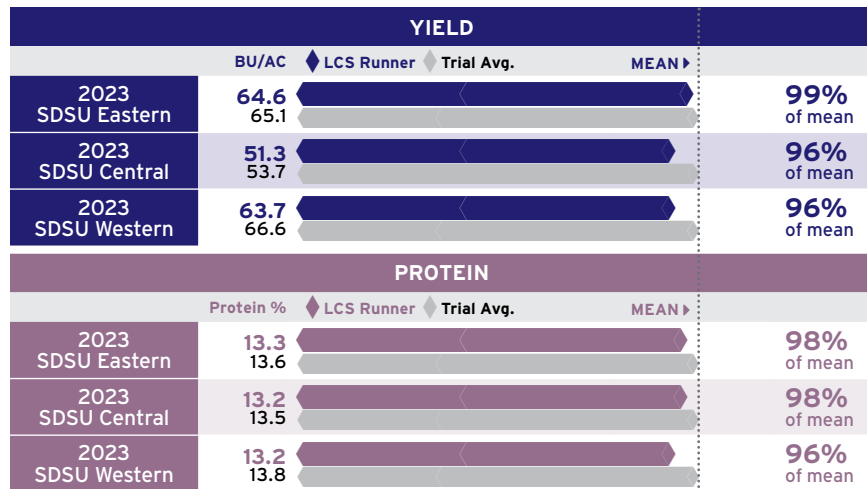 YIELD
BU/AC LCS Runner Trial Avg. MEAN
2023 64.6 99%
SDSU Eastern 65.1 of mean
2023 51.3 96%
SDSU Central 53.7 of mean
2023 63.7 96%
SDSU Western 66.6 of mean
PROTEIN
Protein % LCS Runner Trial Avg. MEAN
2023 13.3 98%
SDSU Eastern 13.6 of mean
2023 13.2 98%
SDSU Central 13.5 of mean
2023 13.2 96%
SDSU Western 13.8 of mean